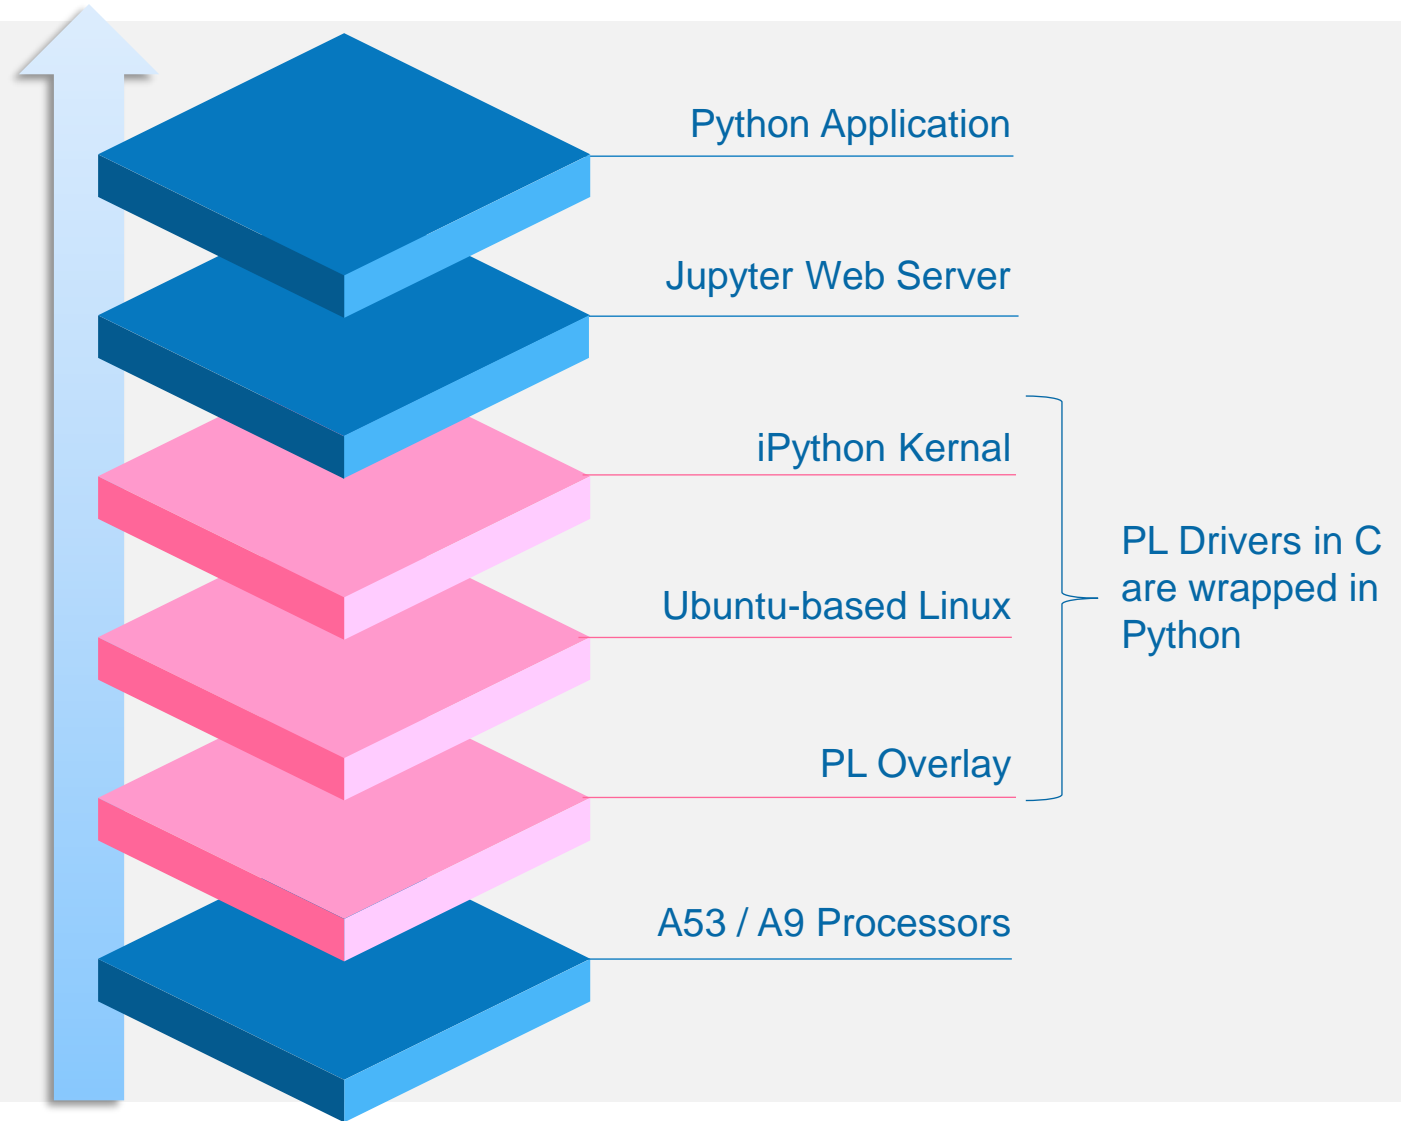 Python Application
Jupyter Web Server
iPython Kernal
PL Drivers in C
are wrapped in
Python
Ubuntu-based Linux
PL Overlay
A53 / A9 Processors